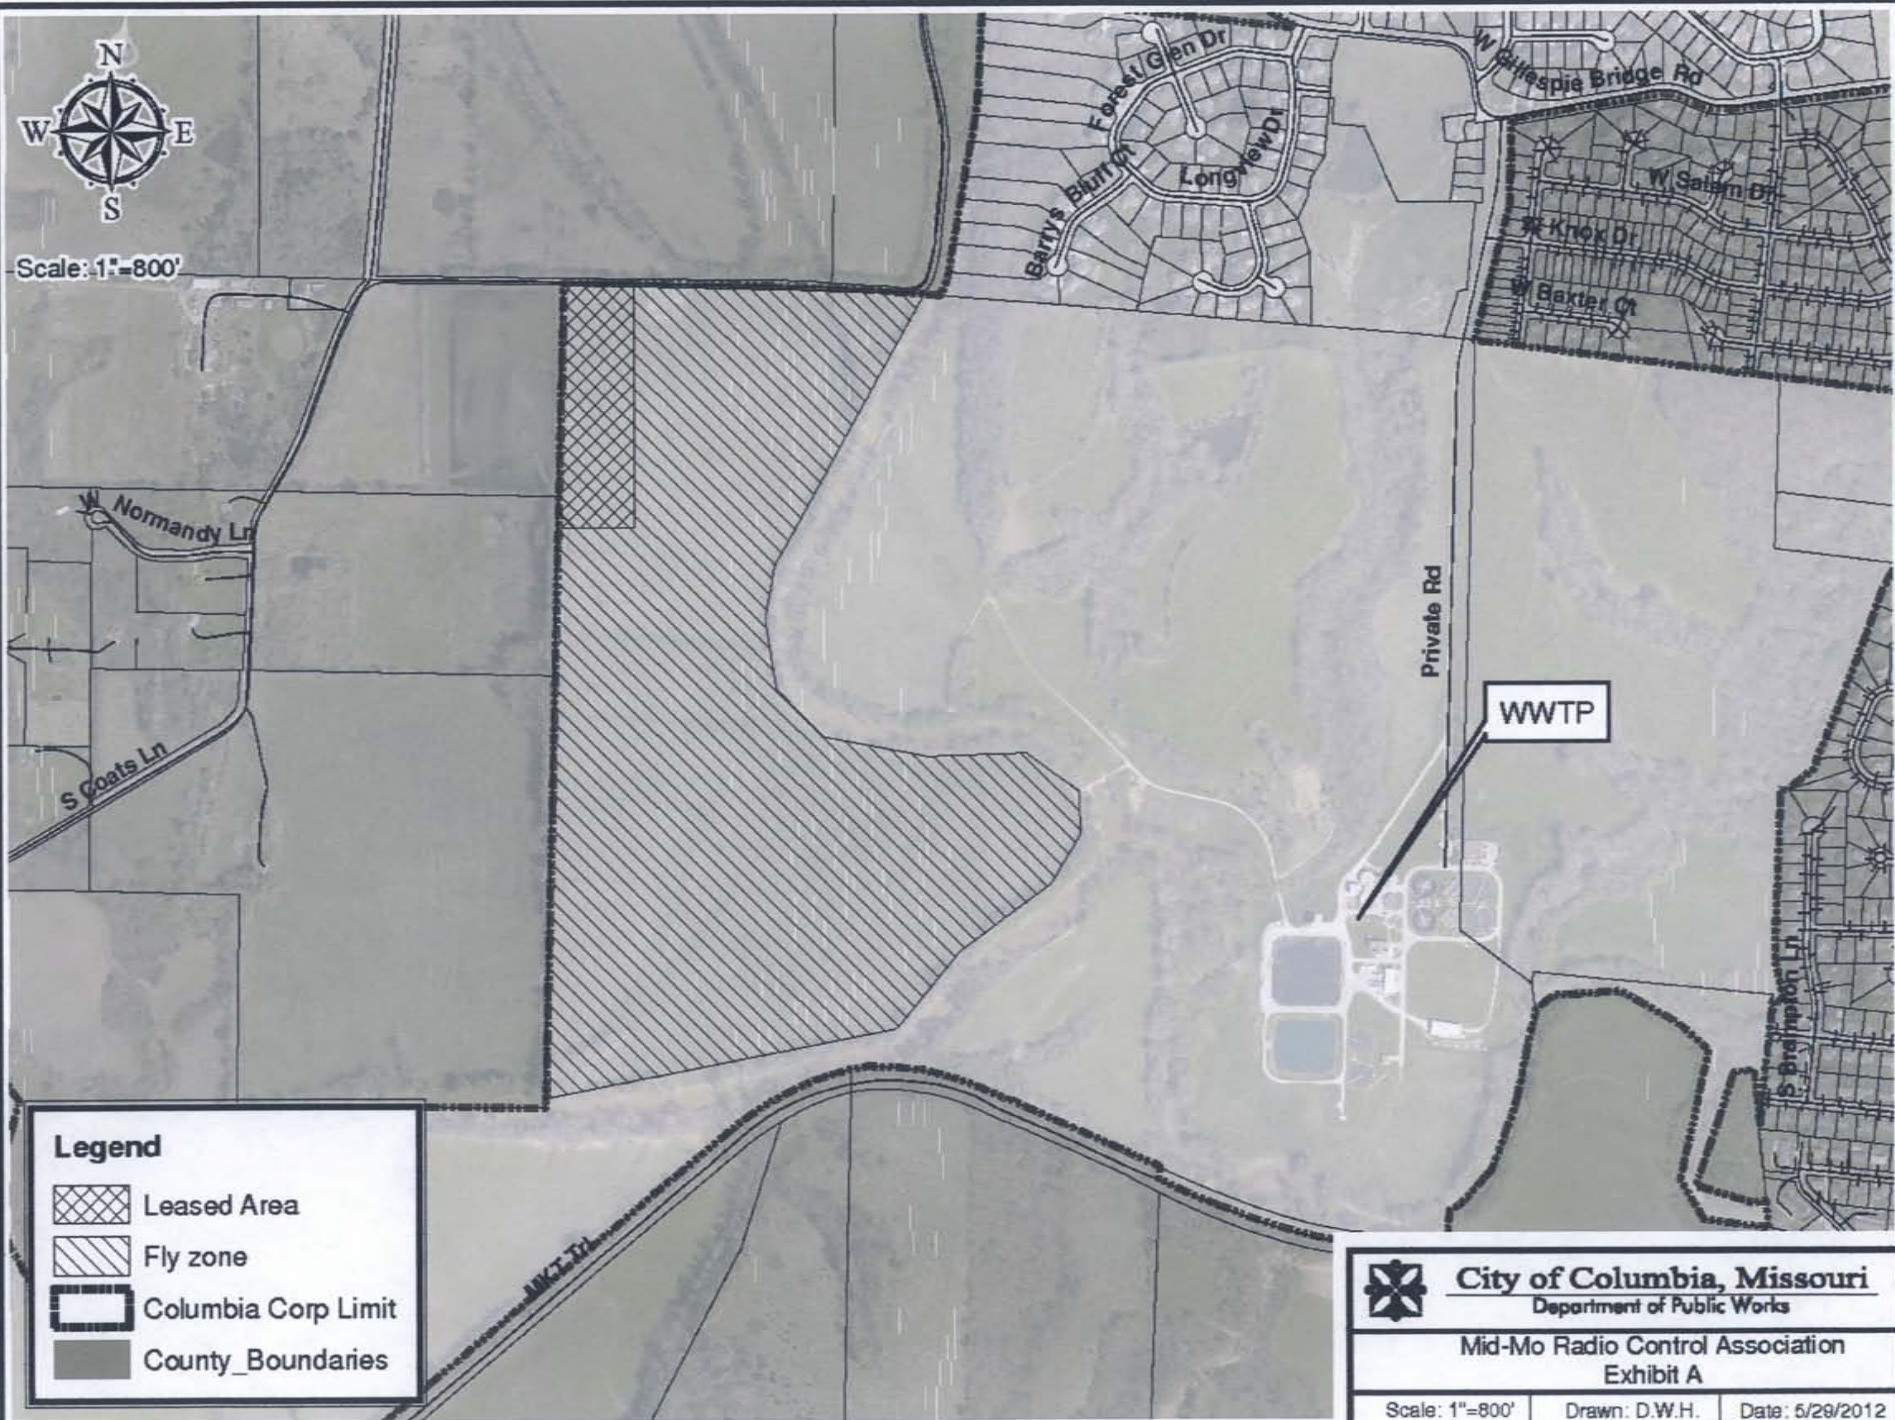 N
W E
S
Scale: 1"=800'
Forest Glen Dr
W Gillespie Bridge Rd
Longview Dr
Barrys Bluff Ct
W Salem Dr
W Knox Dr
W Baxter Ct
W Normandy Ln
Private Rd
WWTP
S Coats Ln
S Brampton Ln
MKT Trl
Legend
Leased Area
Fly zone
Columbia Corp Limit
County_Boundaries
City of Columbia, Missouri
Department of Public Works
Mid-Mo Radio Control Association
Exhibit A
Scale: 1"=800' Drawn: D.W.H. Date: 5/29/2012